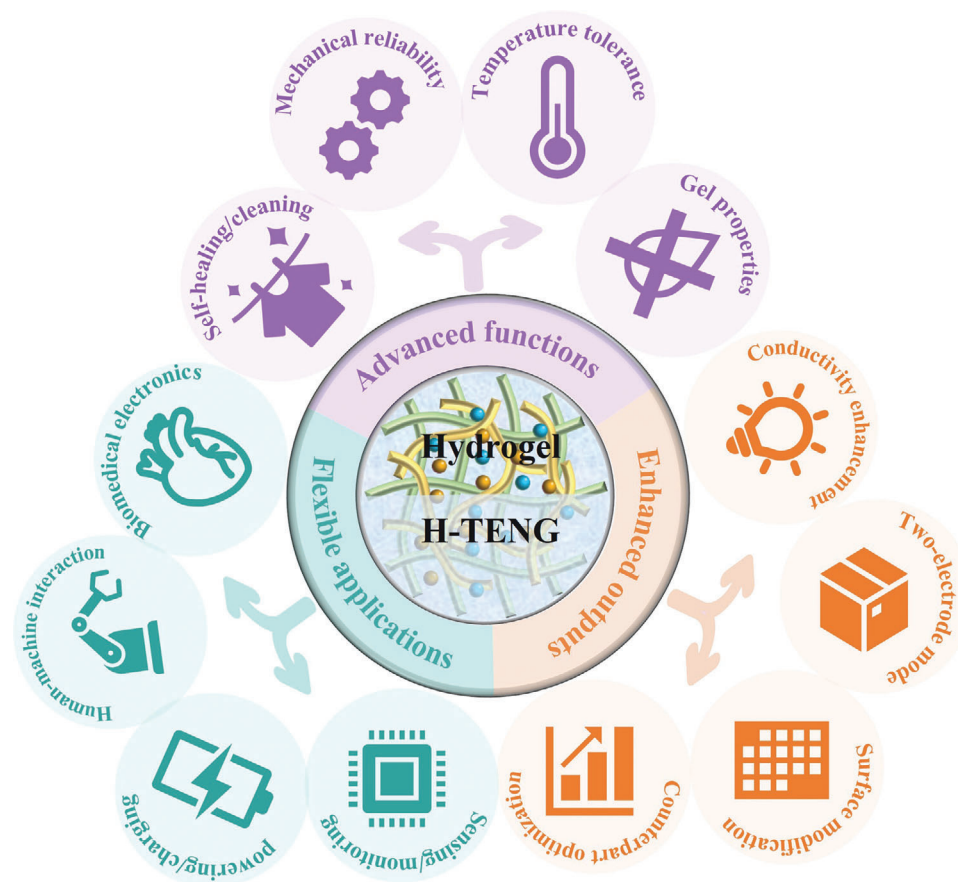 Mechanical reliability
Temperature tolerance
Self-healing/cleaning
Gel properties
Advanced functions
Biomedical electronics
Conductivity enhancement
Hydrogel
H-TENG
Flexible applications
Enhanced outputs
Human-machine interaction
Two-electrode mode
powering/charging
Sensing/monitoring
Counterpart optimization
Surface modification